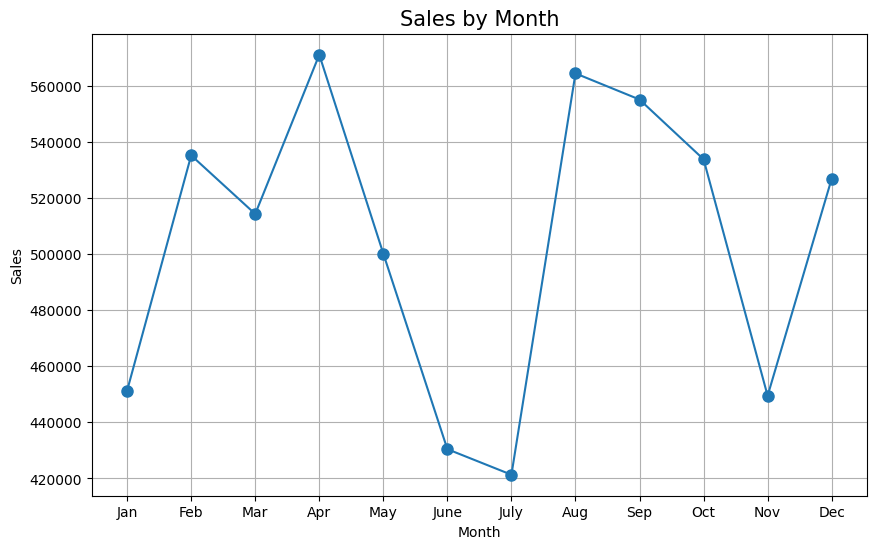 Sales by Month
Sales
560000
540000
520000
500000
480000
460000
440000
420000
Jan Feb Mar Apr May June July Aug Sep Oct Nov Dec
Month